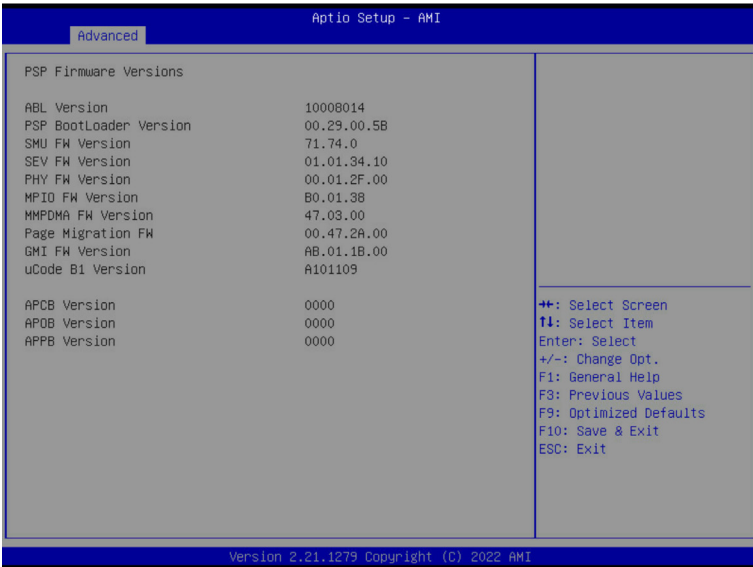 Aptio Setup – AMI
Advanced
PSP Firmware Versions
ABL Version 10008014
PSP BootLoader Version 00.29.00.5B
SMU FW Version 71.74.0
SEV FW Version 01.01.34.10
PHY FW Version 00.01.2F.00
MPIO FW Version B0.01.38
MMPDMA FW Version 47.03.00
Page Migration FW 00.47.2A.00
GMI FW Version AB.01.1B.00
uCode B1 Version A101109
APCB Version 0000
APOB Version 0000
APPB Version 0000
→←: Select Screen
↑↓: Select Item
Enter: Select
+/-: Change Opt.
F1: General Help
F3: Previous Values
F9: Optimized Defaults
F10: Save & Exit
ESC: Exit
Version 2.21.1279 Copyright (C) 2022 AMI